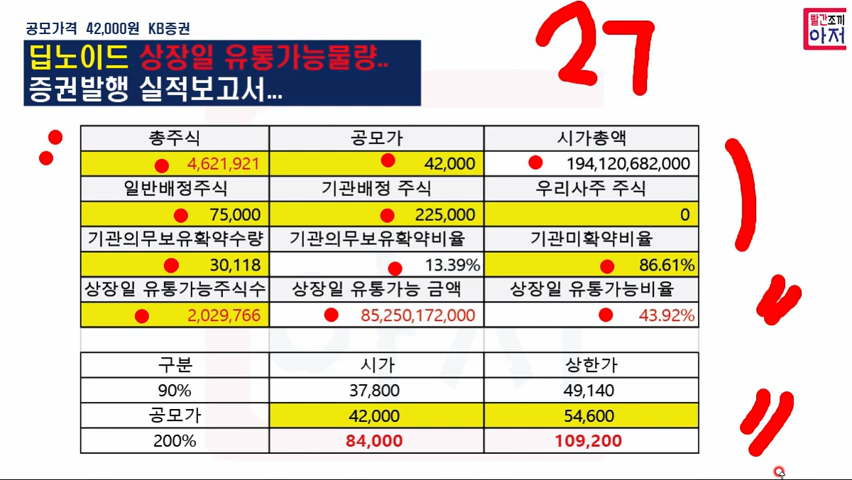 공모가격 42,000원 KB증권
딥노이드 상장일 유통가능물량..
증권발행 실적보고서...
빨간조끼
아저
27
총주식 공모가 시가총액
4,621,921 42,000 194,120,682,000
일반배정주식 기관배정 주식 우리사주 주식
75,000 225,000 0
기관의무보유확약수량 기관의무보유확약비율 기관미확약비율
30,118 13.39% 86.61%
상장일 유통가능주식수 상장일 유통가능 금액 상장일 유통가능비율
2,029,766 85,250,172,000 43.92%
구분 시가 상한가
90% 37,800 49,140
공모가 42,000 54,600
200% 84,000 109,200